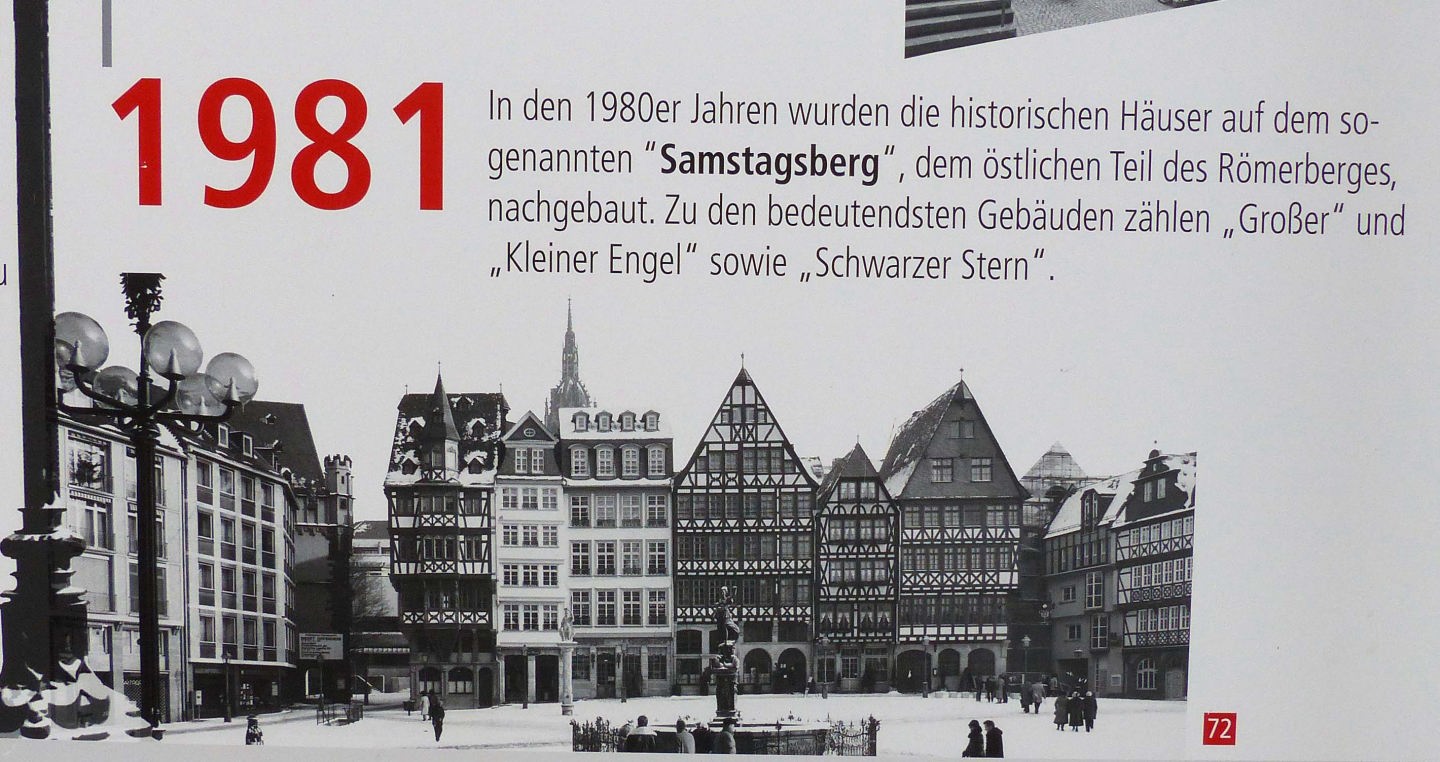 1981
In den 1980er Jahren wurden die historischen Häuser auf dem so-
genannten “Samstagsberg“, dem östlichen Teil des Römerberges,
nachgebaut. Zu den bedeutendsten Gebäuden zählen „Großer“ und
„Kleiner Engel“ sowie „Schwarzer Stern“.
72